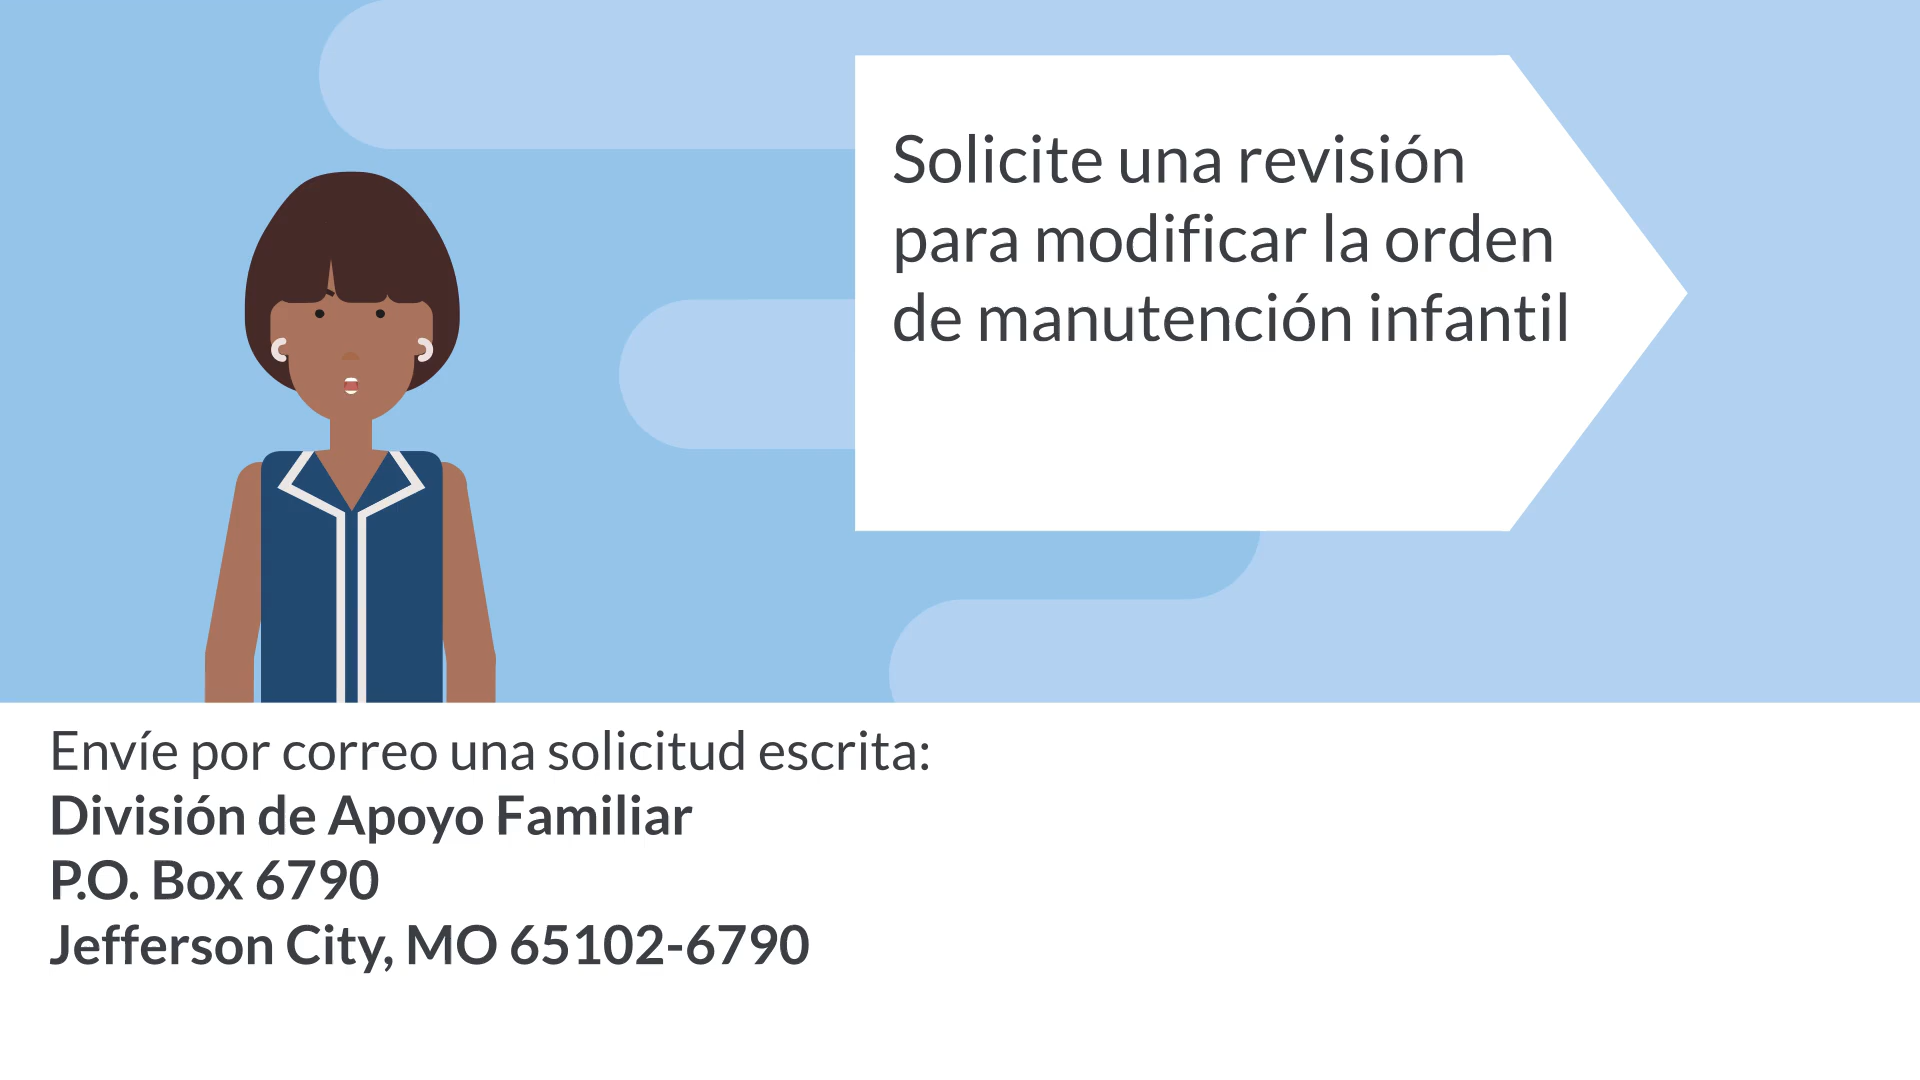 Solicite una revisión
para modificar la orden
de manutención infantil
Envíe por correo una solicitud escrita:
División de Apoyo Familiar
P.O. Box 6790
Jefferson City, MO 65102-6790